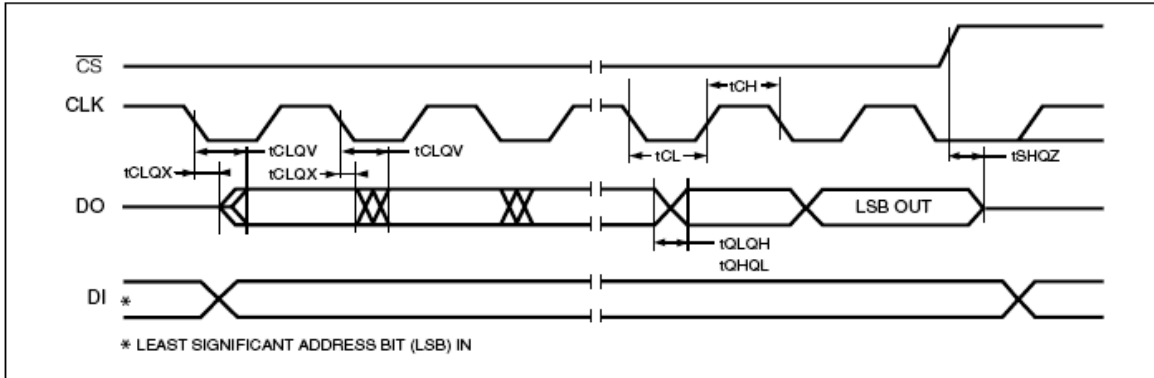 CS
CLK
tCH
tCLQV
tCLQV
tCL
tSHQZ
tCLQX
tCLQX
DO
LSB OUT
tQLQH
tQHQL
DI *
* LEAST SIGNIFICANT ADDRESS BIT (LSB) IN